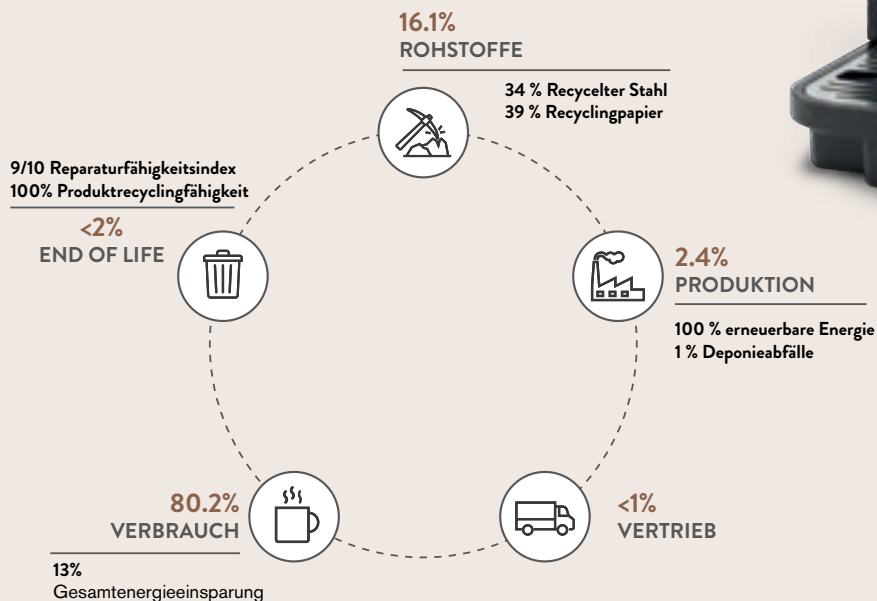 16.1%
ROHSTOFFE
34 % Recycelter Stahl
39 % Recyclingpapier
9/10 Reparaturfähigkeitsindex
100% Produktrecyclingfähigkeit
<2%
END OF LIFE
2.4%
PRODUKTION
100 % erneuerbare Energie
1 % Deponieabfälle
80.2%
VERBRAUCH
13%
Gesamtenergieeinsparung
<1%
VERTRIEB